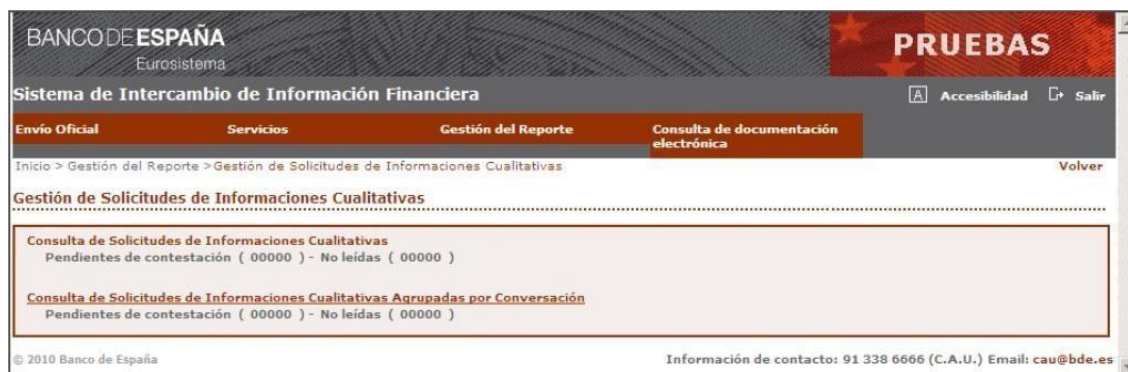 BANCO DE ESPAÑA
Eurosistema
PRUEBAS
Sistema de Intercambio de Información Financiera
A Accesibilidad Salir
Envío Oficial Servicios Gestión del Reporte Consulta de documentación electrónica
Inicio > Gestión del Reporte >Gestión de Solicitudes de Informaciones Cualitativas Volver
Gestión de Solicitudes de Informaciones Cualitativas
Consulta de Solicitudes de Informaciones Cualitativas
Pendientes de contestación ( 00000 ) - No leídas ( 00000 )
Consulta de Solicitudes de Informaciones Cualitativas Agrupadas por Conversación
Pendientes de contestación ( 00000 ) - No leídas ( 00000 )
© 2010 Banco de España Información de contacto: 91 338 6666 (C.A.U.) Email: cau@bde.es